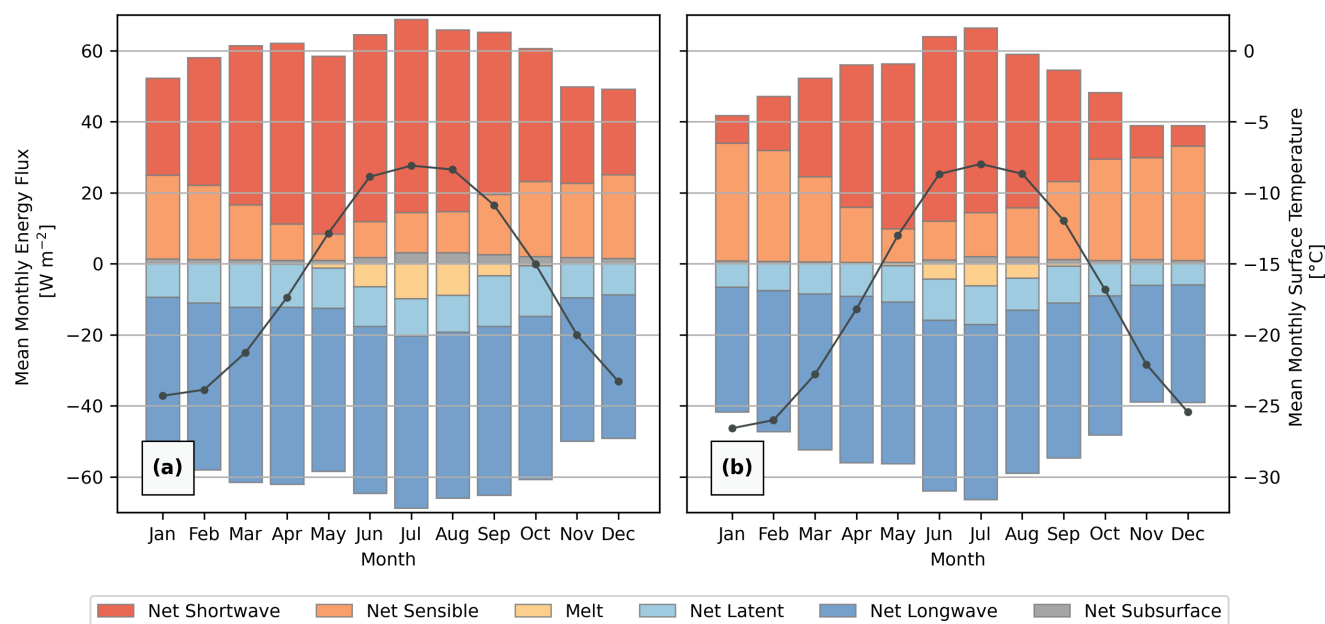 Mean Monthly Energy Flux
[W m⁻²]
60
40
20
0
−20
−40
−60
(a)
Jan Feb Mar Apr May Jun Jul Aug Sep Oct Nov Dec
Month
(b)
Jan Feb Mar Apr May Jun Jul Aug Sep Oct Nov Dec
Month
0
−5
−10
−15
−20
−25
−30
Mean Monthly Surface Temperature
[°C]
Net Shortwave Net Sensible Melt Net Latent Net Longwave Net Subsurface